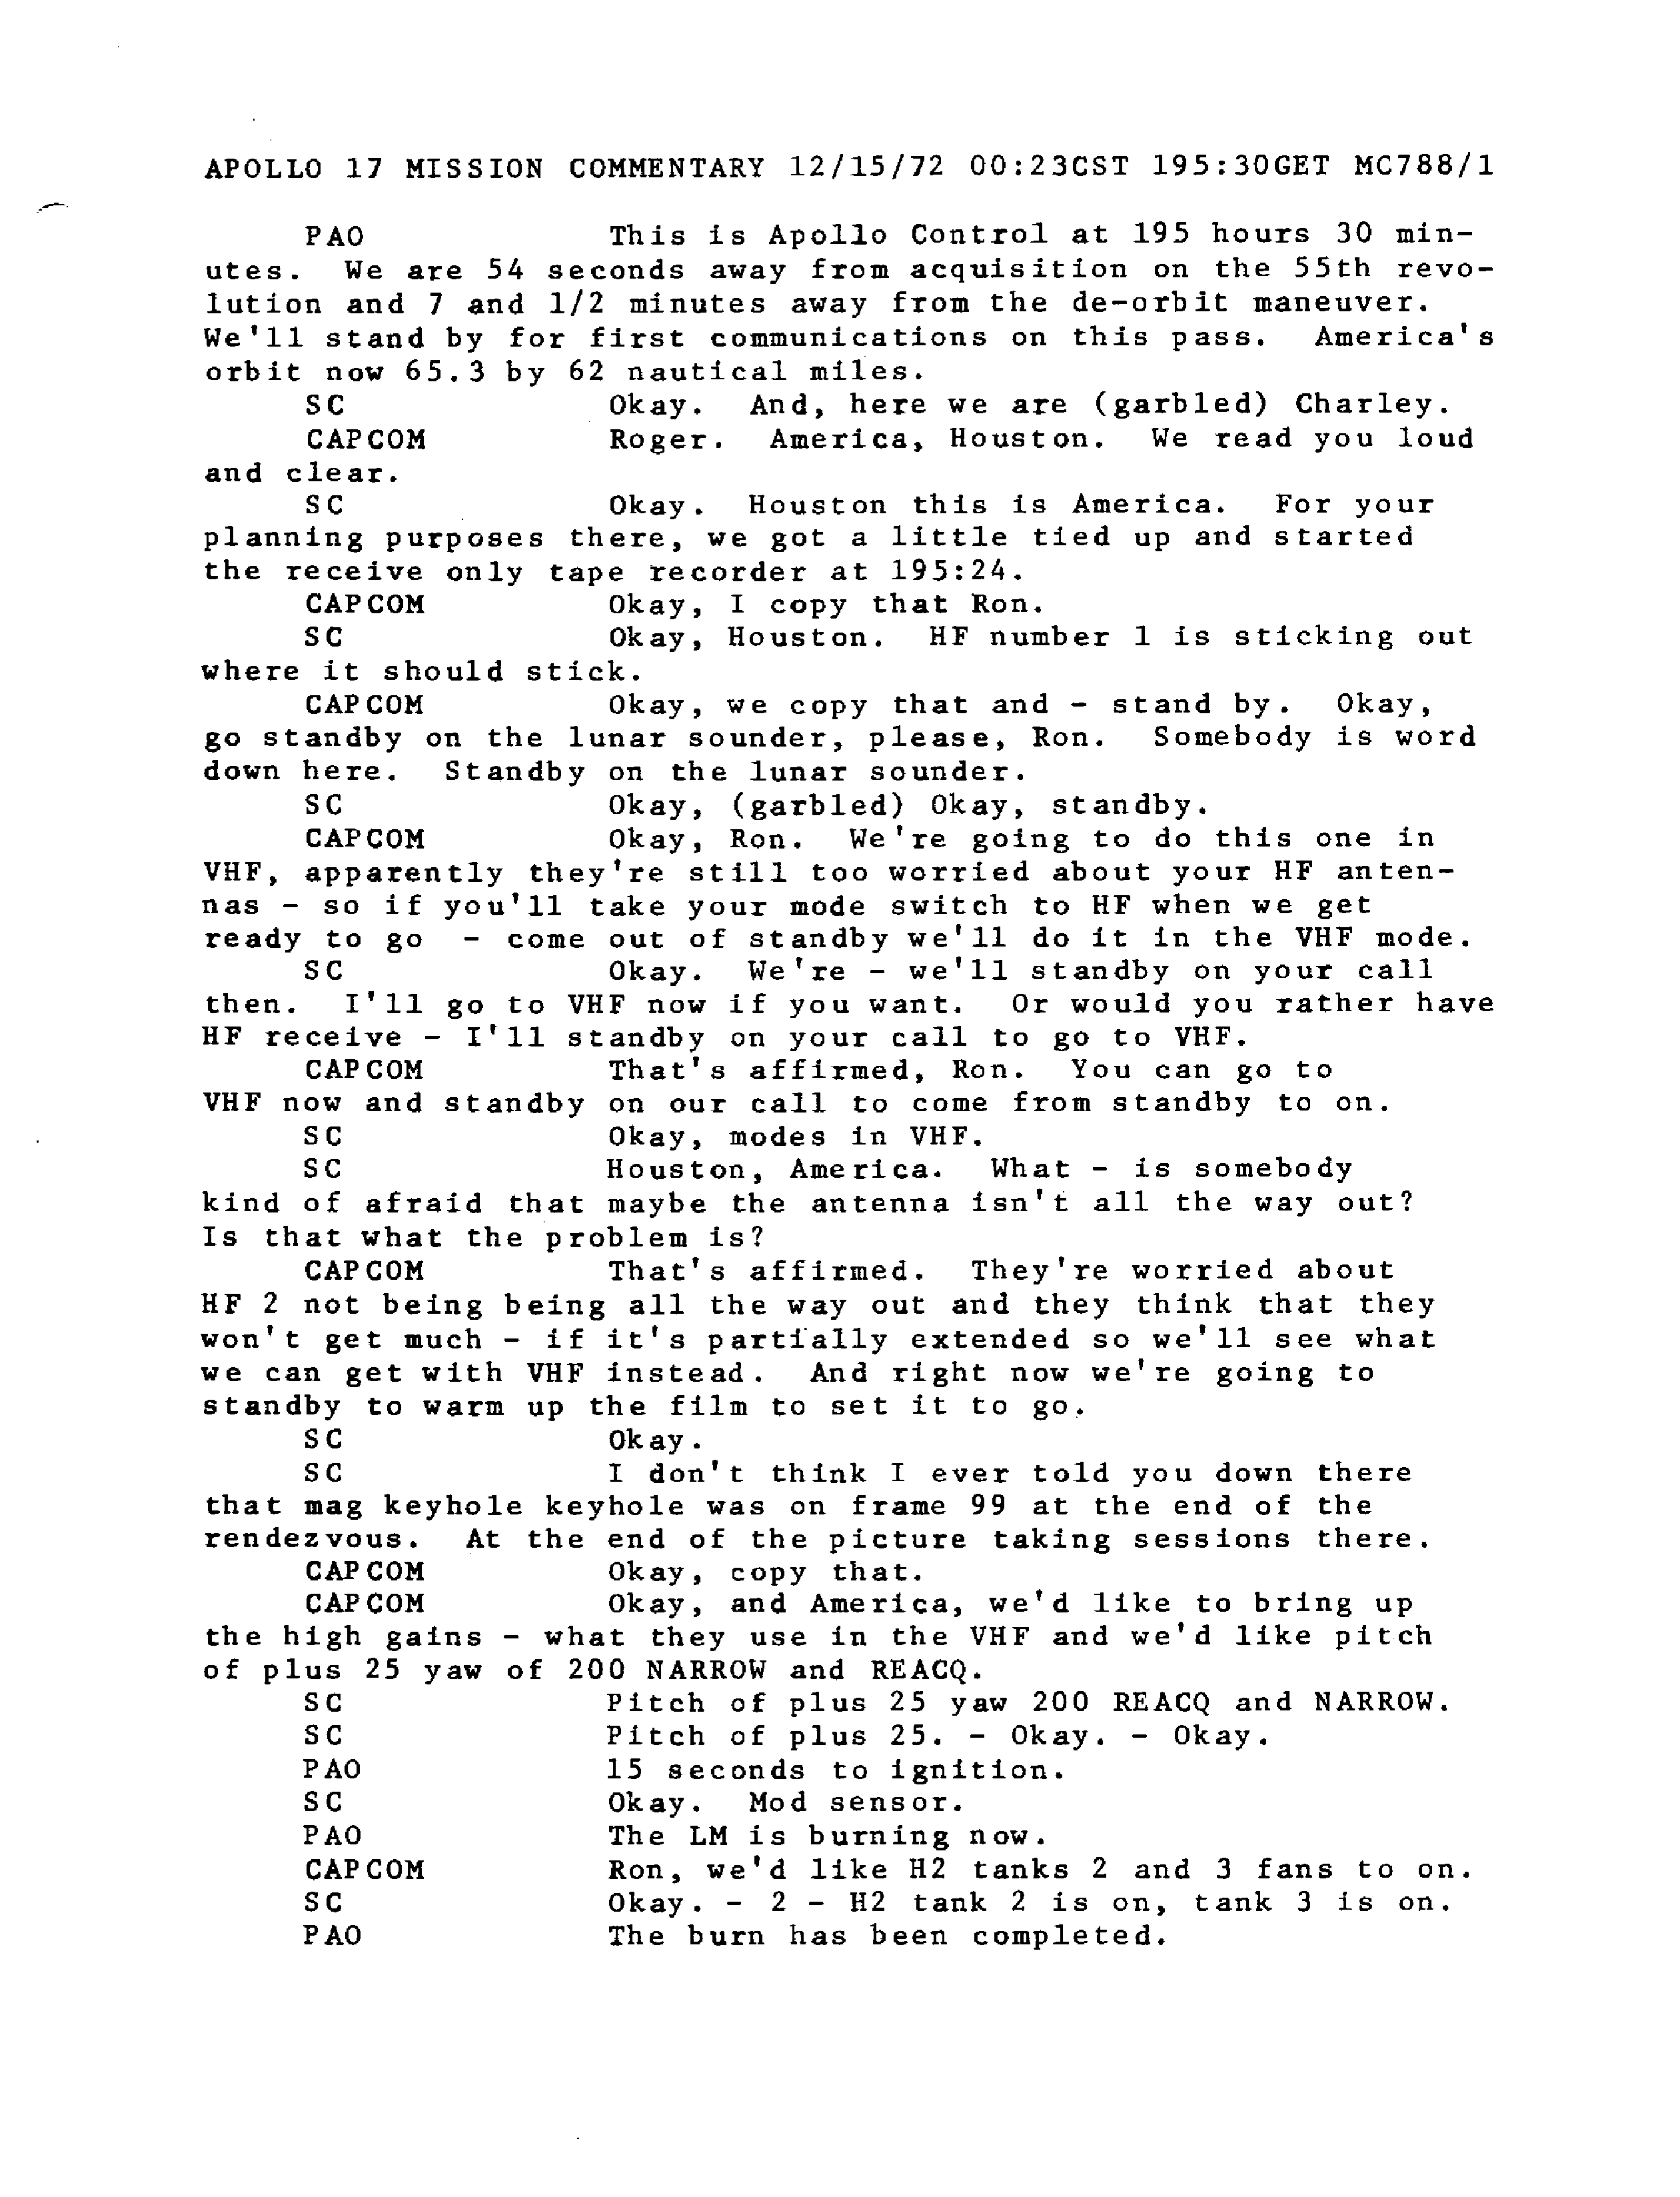 APOLLO 17 MISSION COMMENTARY 12/15/72 00:23CST 195:30GET MC788/1
PAO This is Apollo Control at 195 hours 30 min-
utes. We are 54 seconds away from acquisition on the 55th revo-
lution and 7 and 1/2 minutes away from the de-orbit maneuver.
We'll stand by for first communications on this pass. America's
orbit now 65.3 by 62 nautical miles.
SC Okay. And, here we are (garbled) Charley.
CAPCOM Roger. America, Houston. We read you loud
and clear.
SC Okay. Houston this is America. For your
planning purposes there, we got a little tied up and started
the receive only tape recorder at 195:24.
CAPCOM Okay, I copy that Ron.
SC Okay, Houston. HF number 1 is sticking out
where it should stick.
CAPCOM Okay, we copy that and - stand by. Okay,
go standby on the lunar sounder, please, Ron. Somebody is word
down here. Standby on the lunar sounder.
SC Okay, (garbled) Okay, standby.
CAPCOM Okay, Ron. We're going to do this one in
VHF, apparently they're still too worried about your HF anten-
nas - so if you'll take your mode switch to HF when we get
ready to go - come out of standby we'll do it in the VHF mode.
SC Okay. We're - we'll standby on your call
then. I'll go to VHF now if you want. Or would you rather have
HF receive - I'll standby on your call to go to VHF.
CAPCOM That's affirmed, Ron. You can go to
VHF now and standby on our call to come from standby to on.
SC Okay, modes in VHF.
SC Houston, America. What - is somebody
kind of afraid that maybe the antenna isn't all the way out?
Is that what the problem is?
CAPCOM That's affirmed. They're worried about
HF 2 not being being all the way out and they think that they
won't get much - if it's partially extended so we'll see what
we can get with VHF instead. And right now we're going to
standby to warm up the film to set it to go.
SC Okay.
SC I don't think I ever told you down there
that mag keyhole keyhole was on frame 99 at the end of the
rendezvous. At the end of the picture taking sessions there.
CAPCOM Okay, copy that.
CAPCOM Okay, and America, we'd like to bring up
the high gains - what they use in the VHF and we'd like pitch
of plus 25 yaw of 200 NARROW and REACQ.
SC Pitch of plus 25 yaw 200 REACQ and NARROW.
SC Pitch of plus 25. - Okay. - Okay.
PAO 15 seconds to ignition.
SC Okay. Mod sensor.
PAO The LM is burning now.
CAPCOM Ron, we'd like H2 tanks 2 and 3 fans to on.
SC Okay. - 2 - H2 tank 2 is on, tank 3 is on.
PAO The burn has been completed.